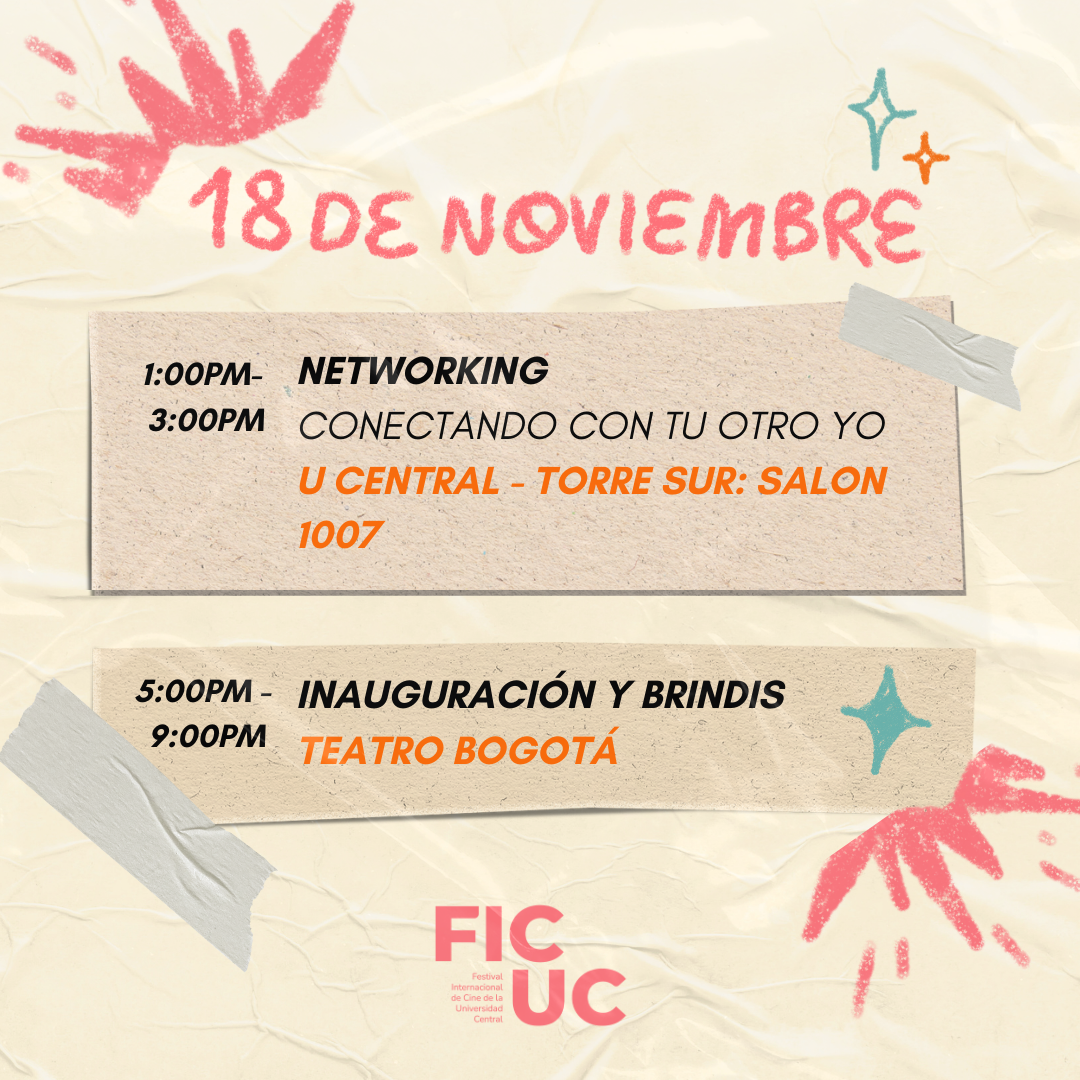 18 DE NOVIEMBRE
1:00PM-
3:00PM
NETWORKING
CONECTANDO CON TU OTRO YO
U CENTRAL - TORRE SUR: SALON
1007
5:00PM -
9:00PM
INAUGURACIÓN Y BRINDIS
TEATRO BOGOTÁ
FIC
UC
Festival
Internacional
de Cine de la
Universidad
Central